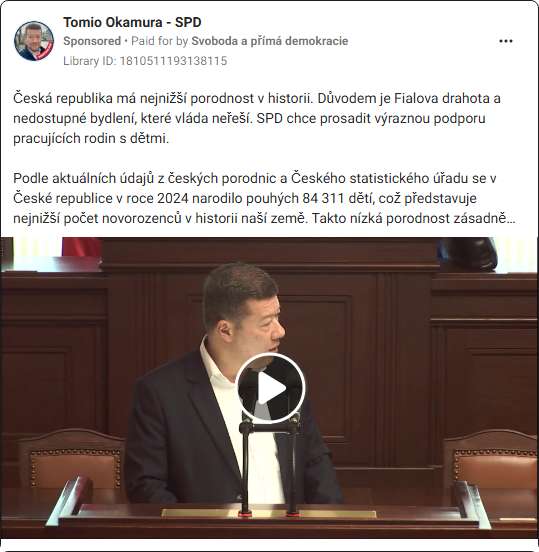 Tomio Okamura - SPD
Sponsored • Paid for by Svoboda a přímá demokracie
Library ID: 1810511193138115
Česká republika má nejnižší porodnost v historii. Důvodem je Fialova drahota a
nedostupné bydlení, které vláda neřeší. SPD chce prosadit výraznou podporu
pracujících rodin s dětmi.
Podle aktuálních údajů z českých porodnic a Českého statistického úřadu se v
České republice v roce 2024 narodilo pouhých 84 311 dětí, což představuje
nejnižší počet novorozenců v historii naší země. Takto nízká porodnost zásadně…